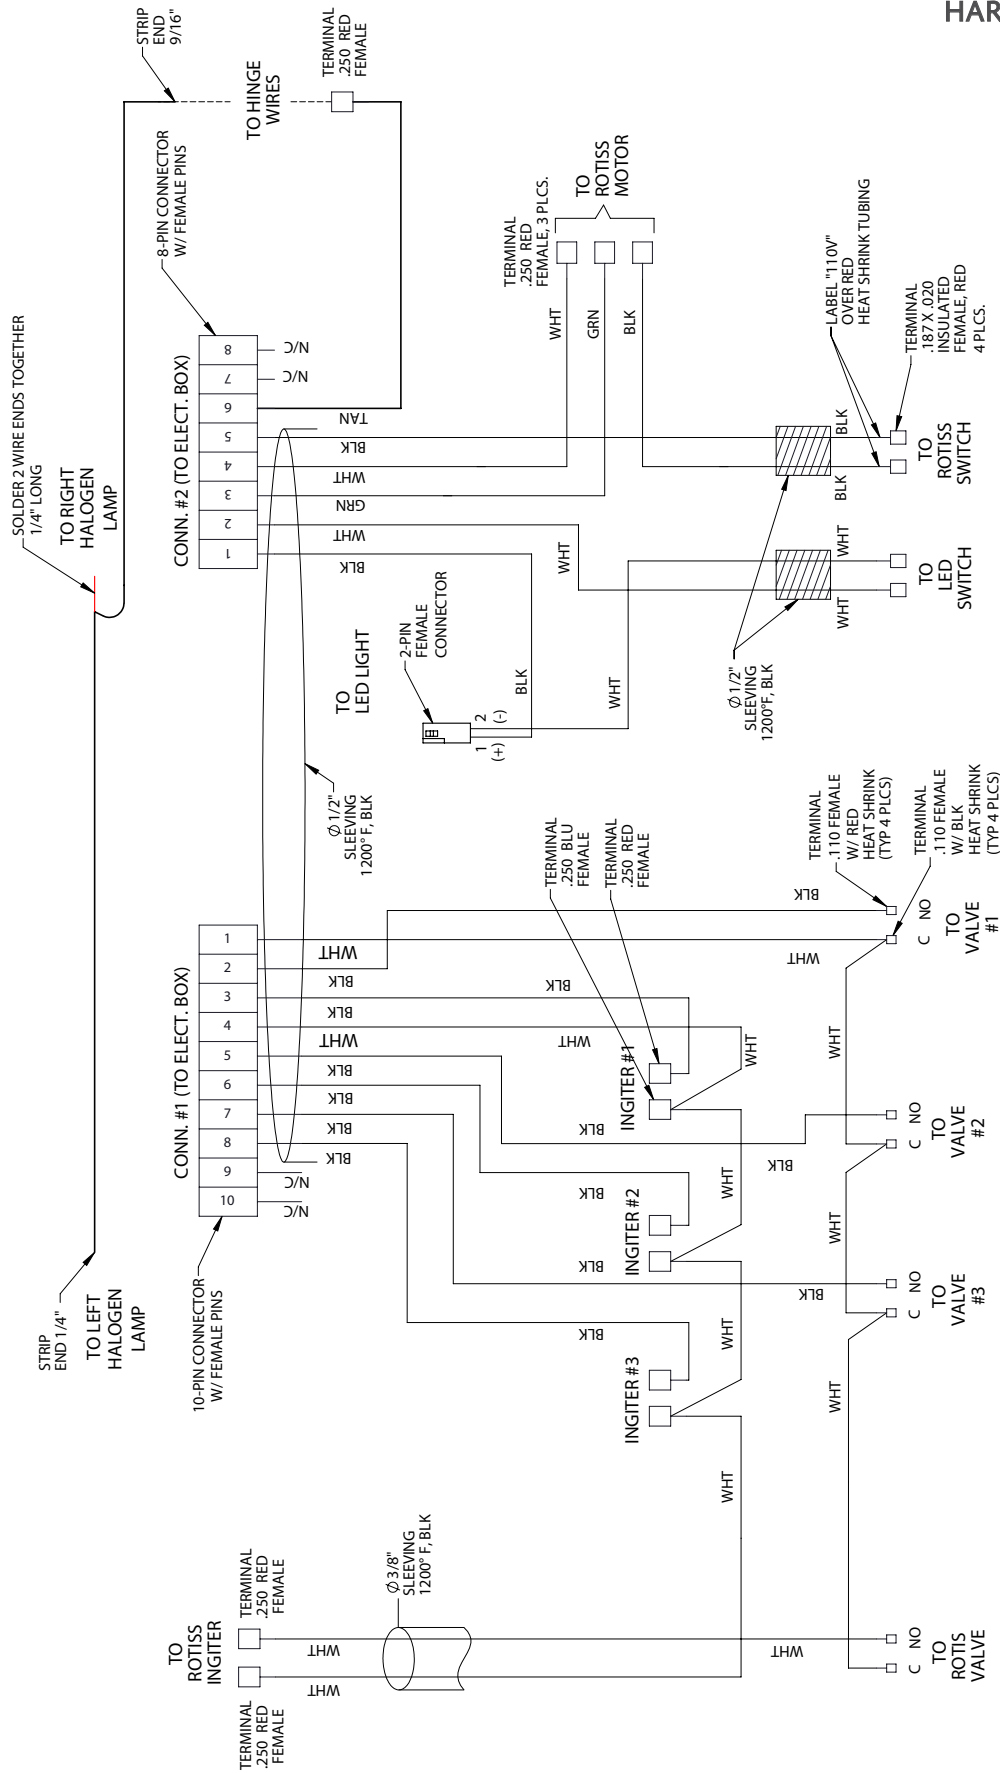 HAR
STRIP
END
9/16"
TO HINGE
WIRES
TERMINAL
.250 RED
FEMALE
8-PIN CONNECTOR
W/ FEMALE PINS
SOLDER 2 WIRE ENDS TOGETHER
1/4" LONG
TO RIGHT
HALOGEN
LAMP
CONN. #2 (TO ELECT. BOX)
8
7
6
5
4
3
2
1
N/C
N/C
TAN
BLK
WHT
GRN
WHT
BLK
TERMINAL
.250 RED
FEMALE, 3 PLCS.
TO
ROTISS
MOTOR
WHT
GRN
BLK
LABEL "110V"
OVER RED
HEAT SHRINK TUBING
TERMINAL
.187 X .020
INSULATED
FEMALE, RED
4 PLCS.
BLK
BLK
TO
ROTISS
SWITCH
WHT
WHT
WHT
TO
LED
SWITCH
Ø 1/2"
SLEEVING
1200°F, BLK
TO
LED LIGHT
2-PIN
FEMALE
CONNECTOR
1
(+)
2
(-)
BLK
WHT
Ø 1/2"
SLEEVING
1200° F, BLK
CONN. #1 (TO ELECT. BOX)
1
2
3
4
5
6
7
8
9
10
WHT
BLK
BLK
WHT
BLK
BLK
BLK
BLK
N/C
N/C
10-PIN CONNECTOR
W/ FEMALE PINS
STRIP
END 1/4"
TO LEFT
HALOGEN
LAMP
TERMINAL
.250 BLU
FEMALE
TERMINAL
.250 RED
FEMALE
BLK
WHT
INGITER #1
WHT
BLK
BLK
INGITER #2
WHT
BLK
BLK
INGITER #3
WHT
WHT
TERMINAL
.110 FEMALE
W/ RED
HEAT SHRINK
(TYP 4 PLCS)
TERMINAL
.110 FEMALE
W/ BLK
HEAT SHRINK
(TYP 4 PLCS)
BLK
WHT
C NO
TO
VALVE
#1
WHT
BLK
C NO
TO
VALVE
#2
WHT
BLK
C NO
TO
VALVE
#3
WHT
TO
ROTISS
INGITER
TERMINAL
.250 RED
FEMALE
TERMINAL
.250 RED
FEMALE
WHT
WHT
Ø 3/8"
SLEEVING
1200° F, BLK
WHT
C NO
TO
ROTIS
VALVE